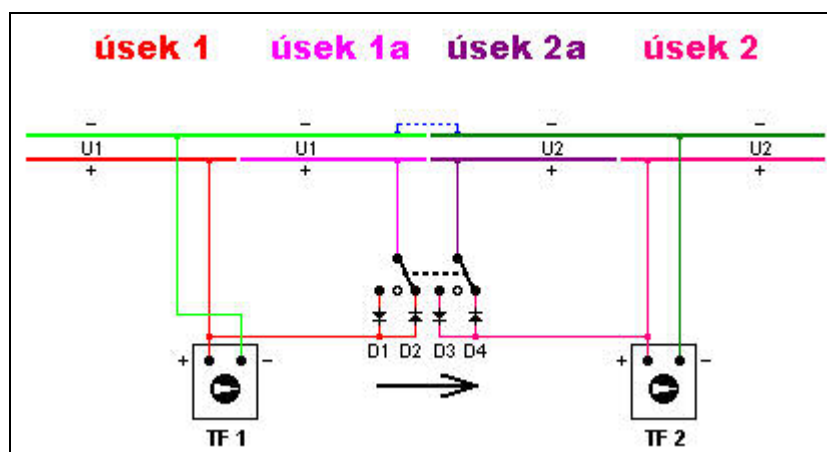 úsek 1 úsek 1a úsek 2a úsek 2
− − − −
U1 U1 U2 U2
+ + + +
D1 D2 D3 D4
+ − + −
TF 1 TF 2